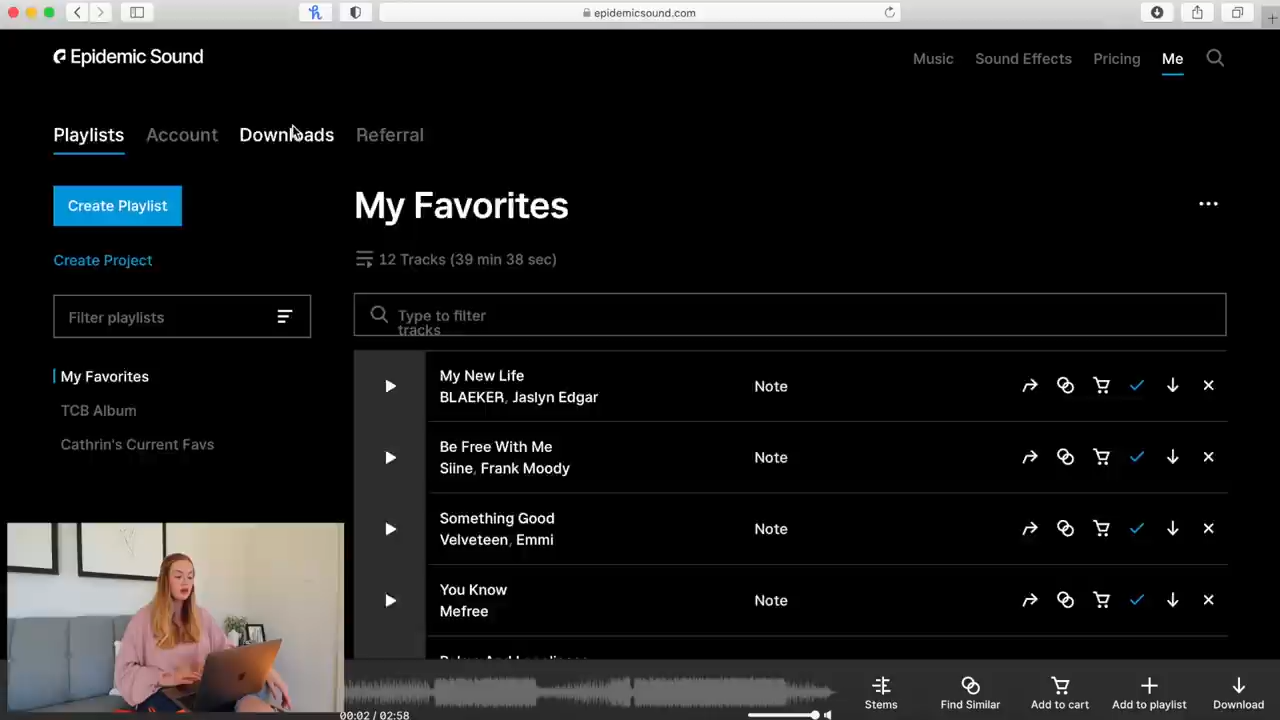 epidemicsound.com
Epidemic Sound
Music Sound Effects Pricing Me
Playlists Account Downloads Referral
Create Playlist
Create Project
Filter playlists
My Favorites
TCB Album
Cathrin's Current Favs
My Favorites
12 Tracks (39 min 38 sec)
Type to filter
tracks
My New Life
BLAEKER, Jaslyn Edgar
Note
Be Free With Me
Siine, Frank Moody
Note
Something Good
Velveteen, Emmi
Note
You Know
Mefree
Note
00:02 / 02:58
Stems Find Similar Add to cart Add to playlist Download